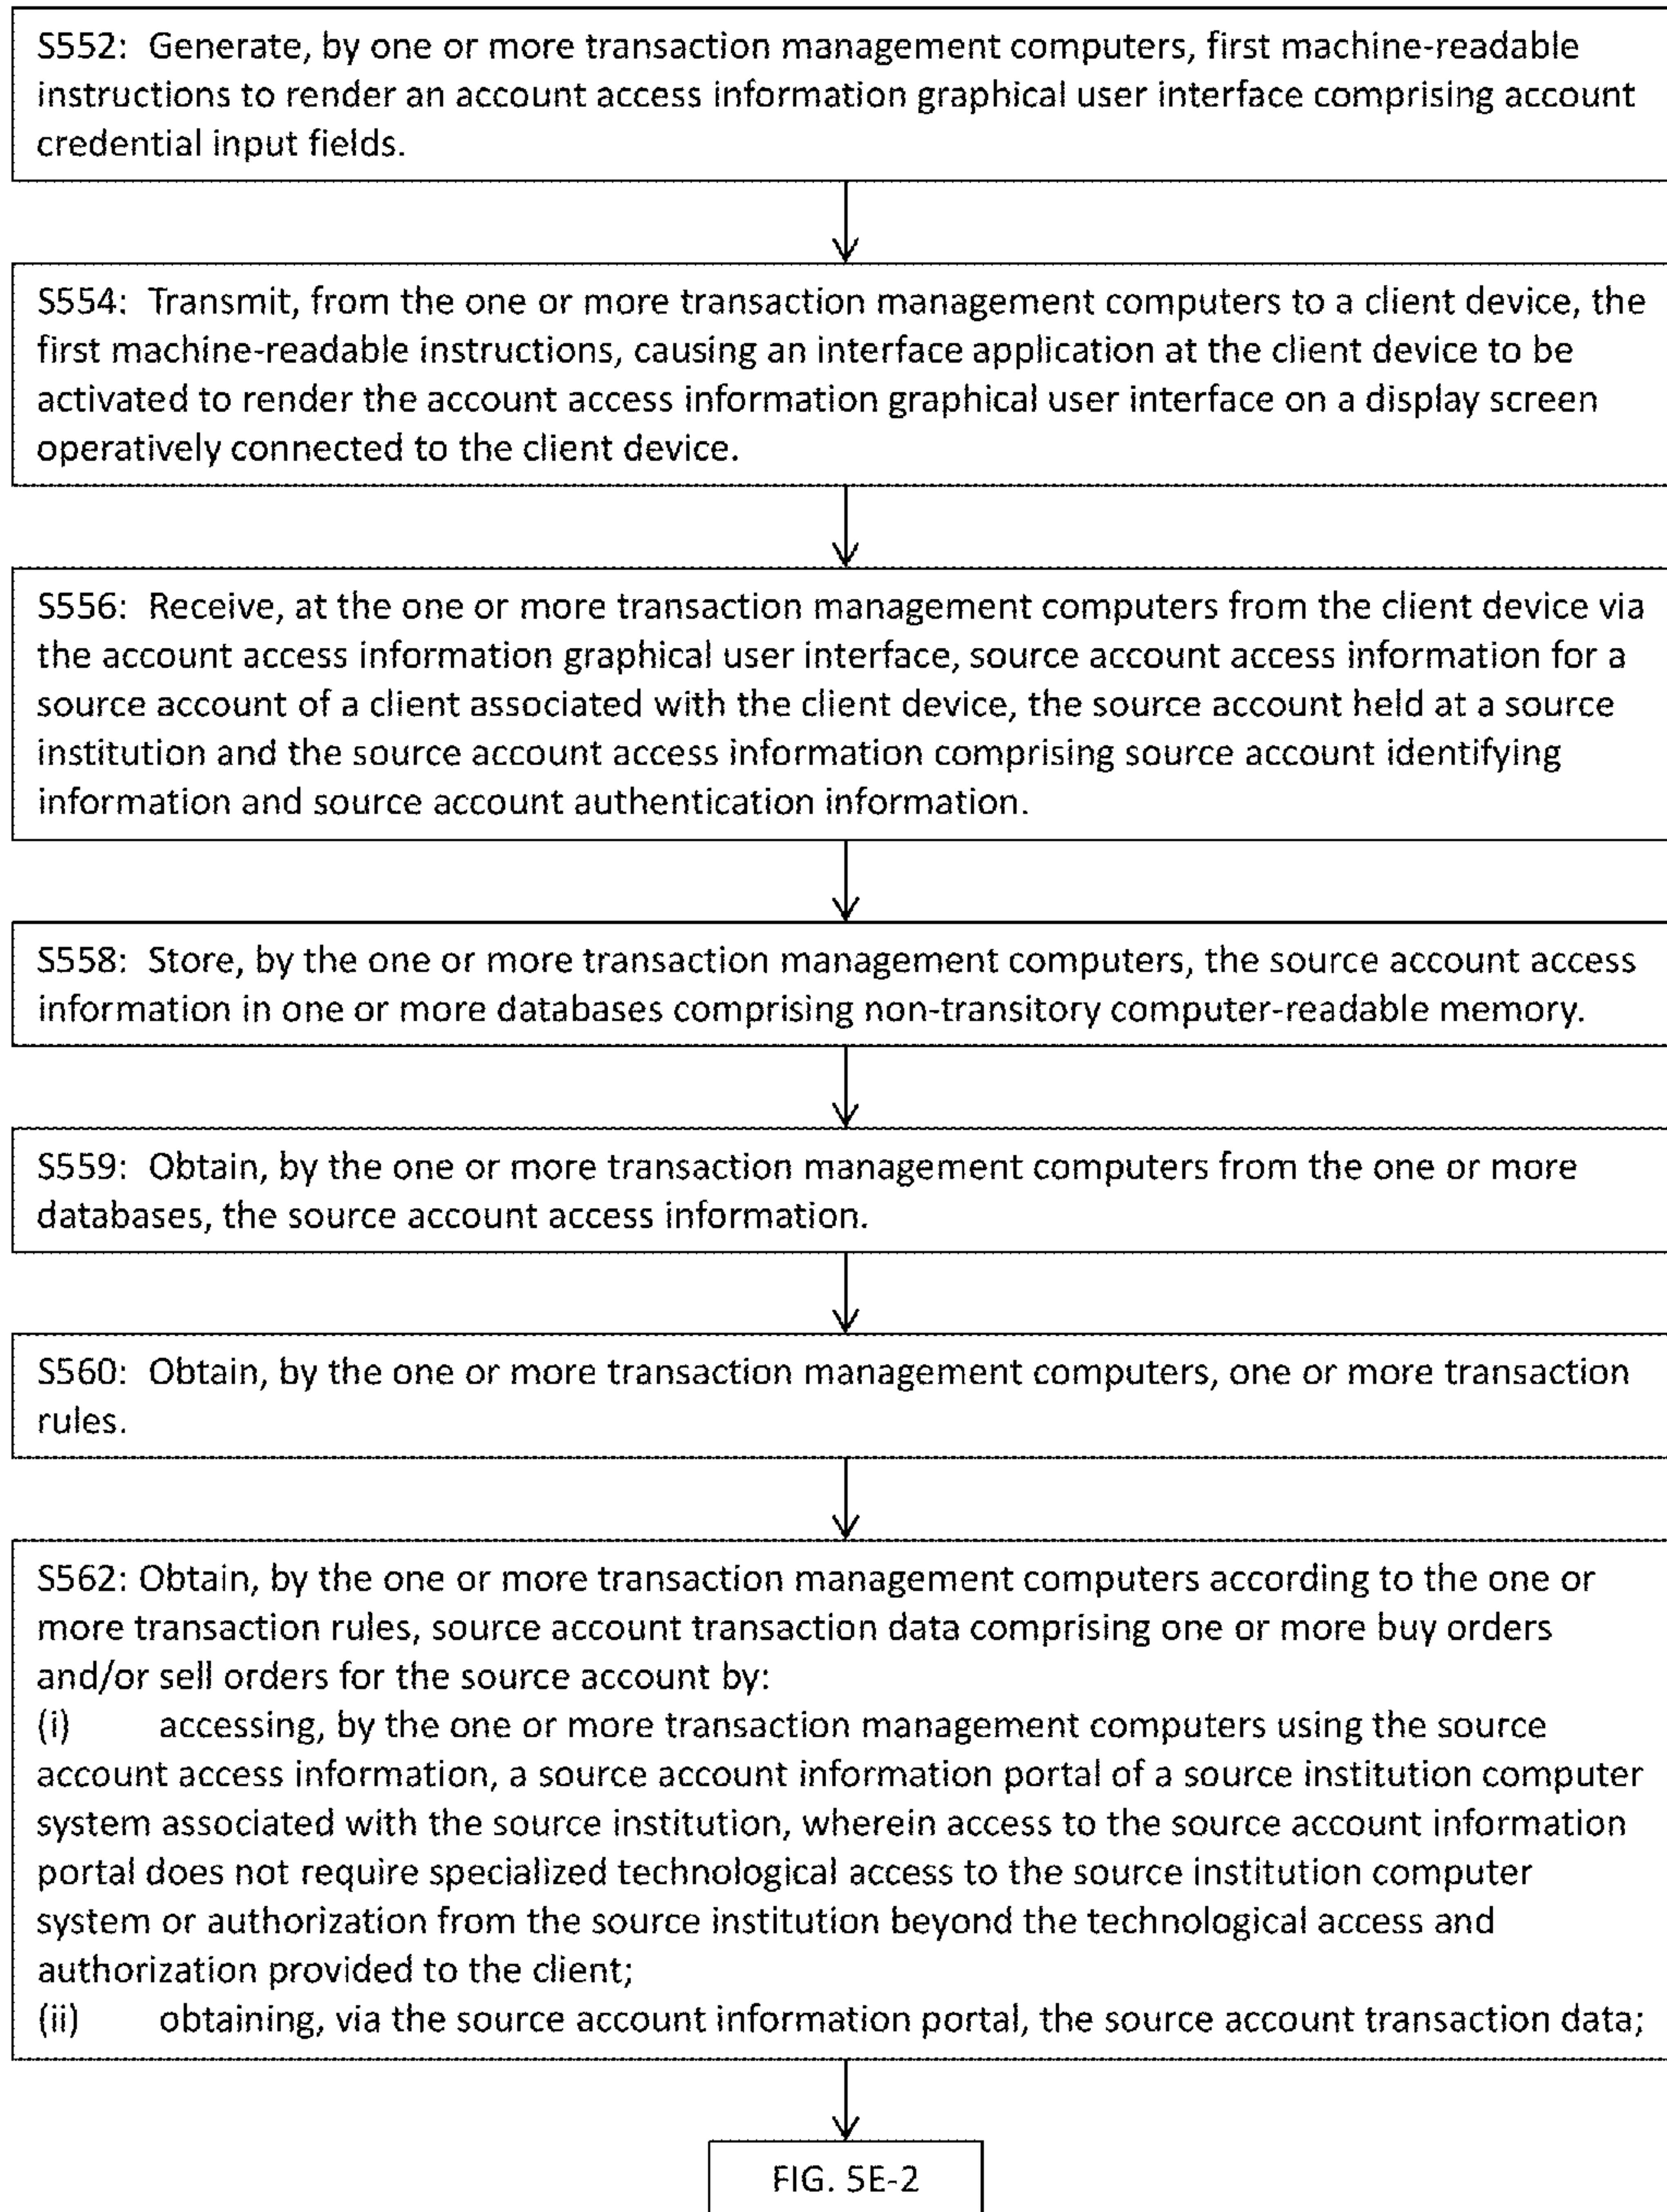 S552: Generate, by one or more transaction management computers, first machine-readable
instructions to render an account access information graphical user interface comprising account
credential input fields.
S554: Transmit, from the one or more transaction management computers to a client device, the
first machine-readable instructions, causing an interface application at the client device to be
activated to render the account access information graphical user interface on a display screen
operatively connected to the client device.
S556: Receive, at the one or more transaction management computers from the client device via
the account access information graphical user interface, source account access information for a
source account of a client associated with the client device, the source account held at a source
institution and the source account access information comprising source account identifying
information and source account authentication information.
S558: Store, by the one or more transaction management computers, the source account access
information in one or more databases comprising non-transitory computer-readable memory.
S559: Obtain, by the one or more transaction management computers from the one or more
databases, the source account access information.
S560: Obtain, by the one or more transaction management computers, one or more transaction
rules.
S562: Obtain, by the one or more transaction management computers according to the one or
more transaction rules, source account transaction data comprising one or more buy orders
and/or sell orders for the source account by:
(i) accessing, by the one or more transaction management computers using the source
account access information, a source account information portal of a source institution computer
system associated with the source institution, wherein access to the source account information
portal does not require specialized technological access to the source institution computer
system or authorization from the source institution beyond the technological access and
authorization provided to the client;
(ii) obtaining, via the source account information portal, the source account transaction data;
FIG. 5E-2